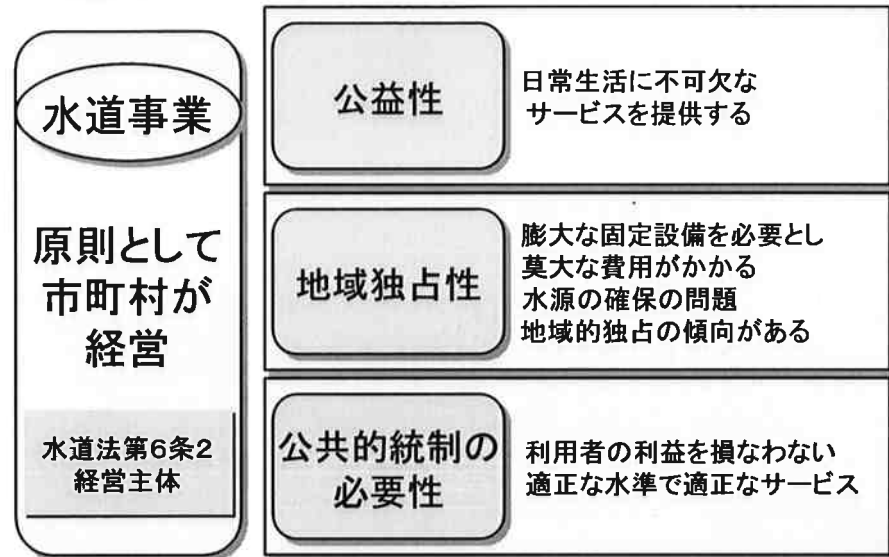 水道事業
原則として
市町村が
経営
水道法第6条2
経営主体
公益性
日常生活に不可欠な
サービスを提供する
地域独占性
膨大な固定設備を必要とし
莫大な費用がかかる
水源の確保の問題
地域的独占の傾向がある
公共的統制の
必要性
利用者の利益を損なわない
適正な水準で適正なサービス